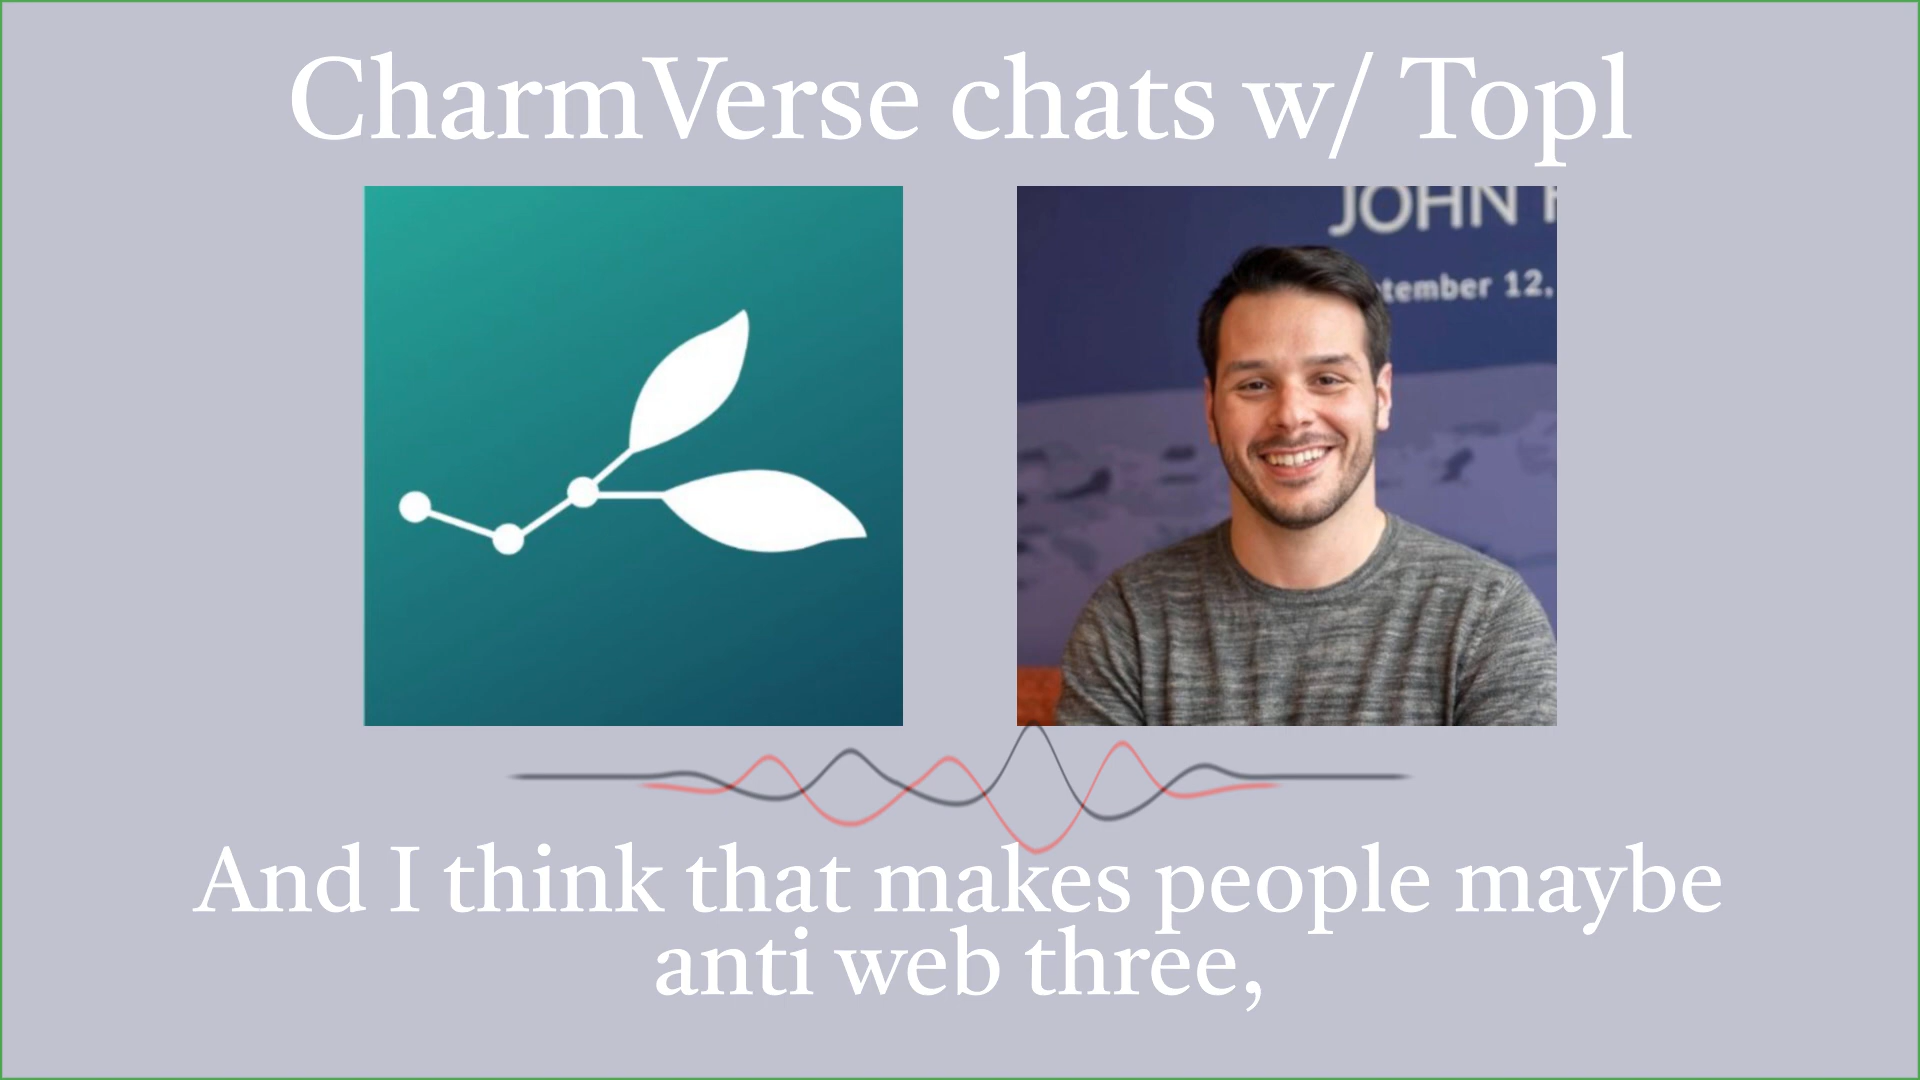 CharmVerse chats w/ Topl
JOHN
tember 12,
And I think that makes people maybe
anti web three,